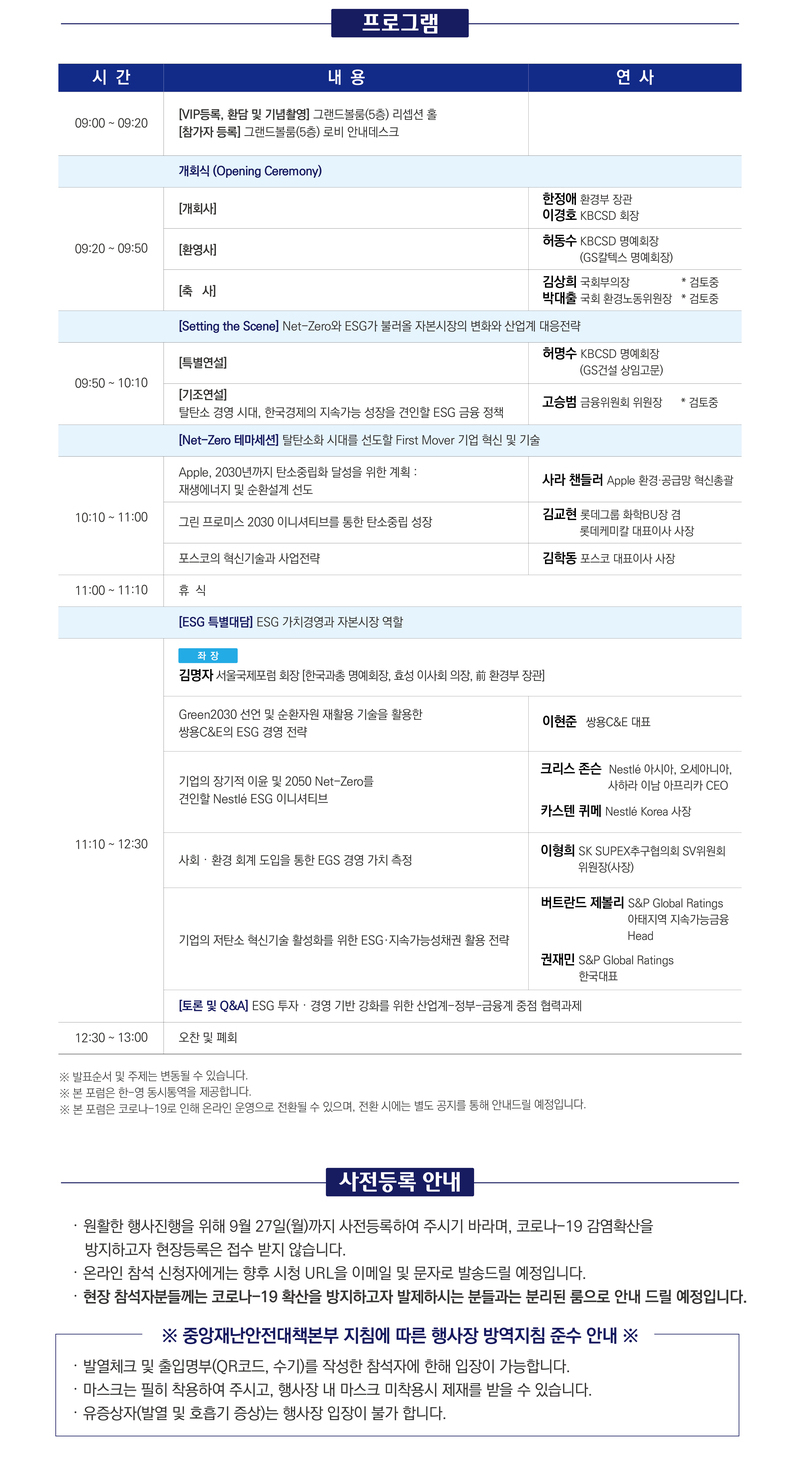 프로그램
시 간 내 용 연 사
09:00 ~ 09:20
[VIP등록, 환담 및 기념촬영] 그랜드볼룸(5층) 리셉션 홀
[참가자 등록] 그랜드볼룸(5층) 로비 안내데스크
개회식 (Opening Ceremony)
09:20 ~ 09:50
[개회사]
한정애 환경부 장관
이경호 KBCSD 회장
[환영사]
허동수 KBCSD 명예회장
(GS칼텍스 명예회장)
[축 사]
김상희 국회부의장 * 검토중
박대출 국회 환경노동위원장 * 검토중
[Setting the Scene] Net-Zero와 ESG가 불러올 자본시장의 변화와 산업계 대응전략
09:50 ~ 10:10
[특별연설]
허명수 KBCSD 명예회장
(GS건설 상임고문)
[기조연설]
탈탄소 경영 시대, 한국경제의 지속가능 성장을 견인할 ESG 금융 정책
고승범 금융위원회 위원장 * 검토중
[Net-Zero 테마세션] 탈탄소화 시대를 선도할 First Mover 기업 혁신 및 기술
10:10 ~ 11:00
Apple, 2030년까지 탄소중립화 달성을 위한 계획 :
재생에너지 및 순환설계 선도
사라 챈들러 Apple 환경·공급망 혁신총괄
그린 프로미스 2030 이니셔티브를 통한 탄소중립 성장
김교현 롯데그룹 화학BU장 겸
롯데케미칼 대표이사 사장
포스코의 혁신기술과 사업전략
김학동 포스코 대표이사 사장
11:00 ~ 11:10
휴 식
[ESG 특별대담] ESG 가치경영과 자본시장 역할
11:10 ~ 12:30
좌 장
김명자 서울국제포럼 회장 [한국과총 명예회장, 효성 이사회 의장, 前 환경부 장관]
Green2030 선언 및 순환자원 재활용 기술을 활용한
쌍용C&E의 ESG 경영 전략
이현준 쌍용C&E 대표
기업의 장기적 이윤 및 2050 Net-Zero를
견인할 Nestlé ESG 이니셔티브
크리스 존슨 Nestlé 아시아, 오세아니아,
사하라 이남 아프리카 CEO
카스텐 퀴메 Nestlé Korea 사장
사회 · 환경 회계 도입을 통한 EGS 경영 가치 측정
이형희 SK SUPEX추구협의회 SV위원회
위원장(사장)
기업의 저탄소 혁신기술 활성화를 위한 ESG·지속가능성채권 활용 전략
버트란드 제볼리 S&P Global Ratings
아태지역 지속가능금융
Head
권재민 S&P Global Ratings
한국대표
[토론 및 Q&A] ESG 투자 · 경영 기반 강화를 위한 산업계-정부-금융계 중점 협력과제
12:30 ~ 13:00
오찬 및 폐회
※ 발표순서 및 주제는 변동될 수 있습니다.
※ 본 포럼은 한-영 동시통역을 제공합니다.
※ 본 포럼은 코로나-19로 인해 온라인 운영으로 전환될 수 있으며, 전환 시에는 별도 공지를 통해 안내드릴 예정입니다.
사전등록 안내
· 원활한 행사진행을 위해 9월 27일(월)까지 사전등록하여 주시기 바라며, 코로나-19 감염확산을
방지하고자 현장등록은 접수 받지 않습니다.
· 온라인 참석 신청자에게는 향후 시청 URL을 이메일 및 문자로 발송드릴 예정입니다.
· 현장 참석자분들께는 코로나-19 확산을 방지하고자 발제하시는 분들과는 분리된 룸으로 안내 드릴 예정입니다.
※ 중앙재난안전대책본부 지침에 따른 행사장 방역지침 준수 안내 ※
· 발열체크 및 출입명부(QR코드, 수기)를 작성한 참석자에 한해 입장이 가능합니다.
· 마스크는 필히 착용하여 주시고, 행사장 내 마스크 미착용시 제재를 받을 수 있습니다.
· 유증상자(발열 및 호흡기 증상)는 행사장 입장이 불가 합니다.